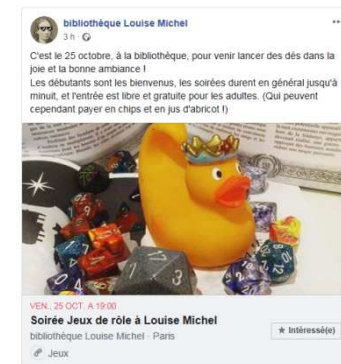 bibliothèque Louise Michel
3 h ·
C'est le 25 octobre, à la bibliothèque, pour venir lancer des dés dans la
joie et la bonne ambiance !
Les débutants sont les bienvenus, les soirées durent en général jusqu'à
minuit, et l'entrée est libre et gratuite pour les adultes. (Qui peuvent
cependant payer en chips et en jus d'abricot !)
VEN., 25 OCT. À 19:00
Soirée Jeux de rôle à Louise Michel
bibliothèque Louise Michel · Paris
★ Intéressé(e)
Jeux